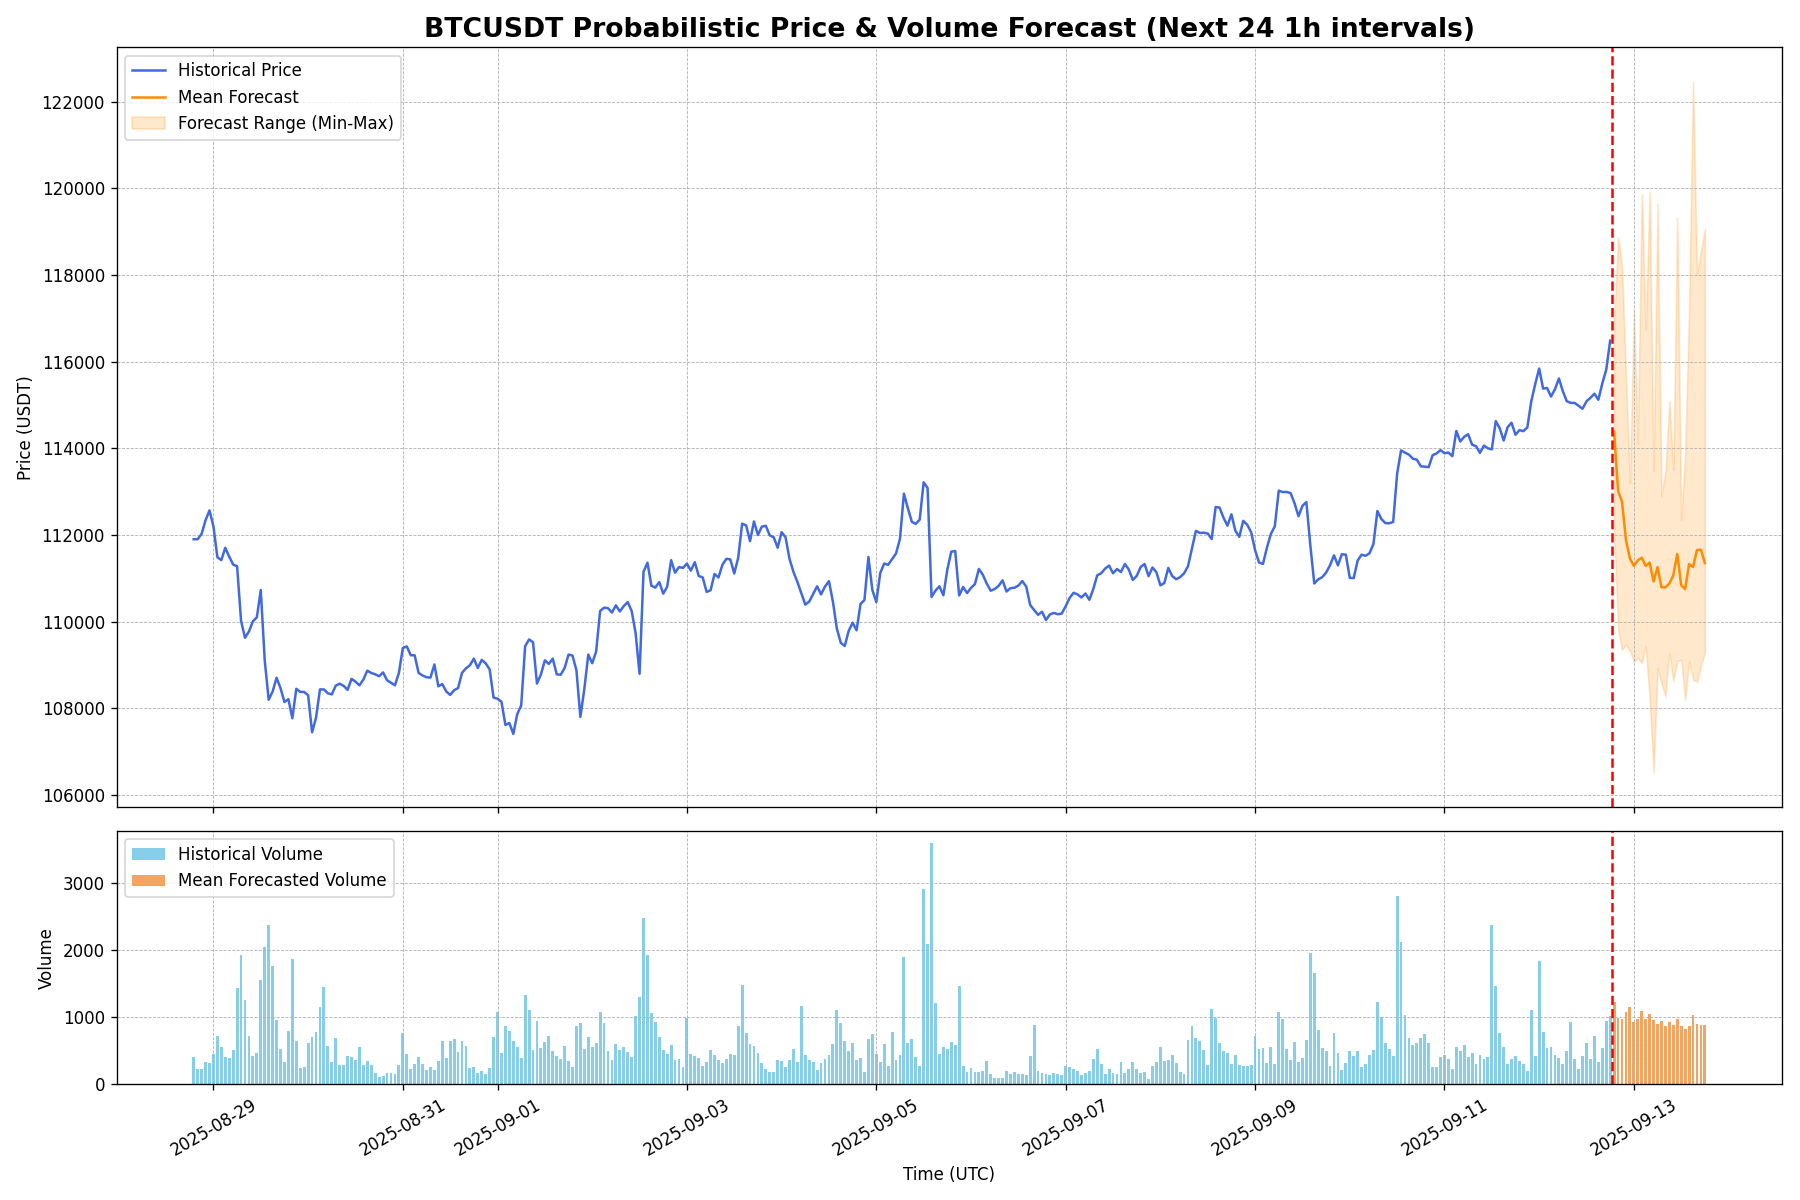 BTCUSDT Probabilistic Price & Volume Forecast (Next 24 1h intervals)
Historical Price
Mean Forecast
Forecast Range (Min-Max)
122000
120000
118000
116000
114000
112000
110000
108000
106000
Price (USDT)
Historical Volume
Mean Forecasted Volume
3000
2000
1000
0
Volume
2025-08-29
2025-08-31
2025-09-01
2025-09-03
2025-09-05
2025-09-07
2025-09-09
2025-09-11
2025-09-13
Time (UTC)